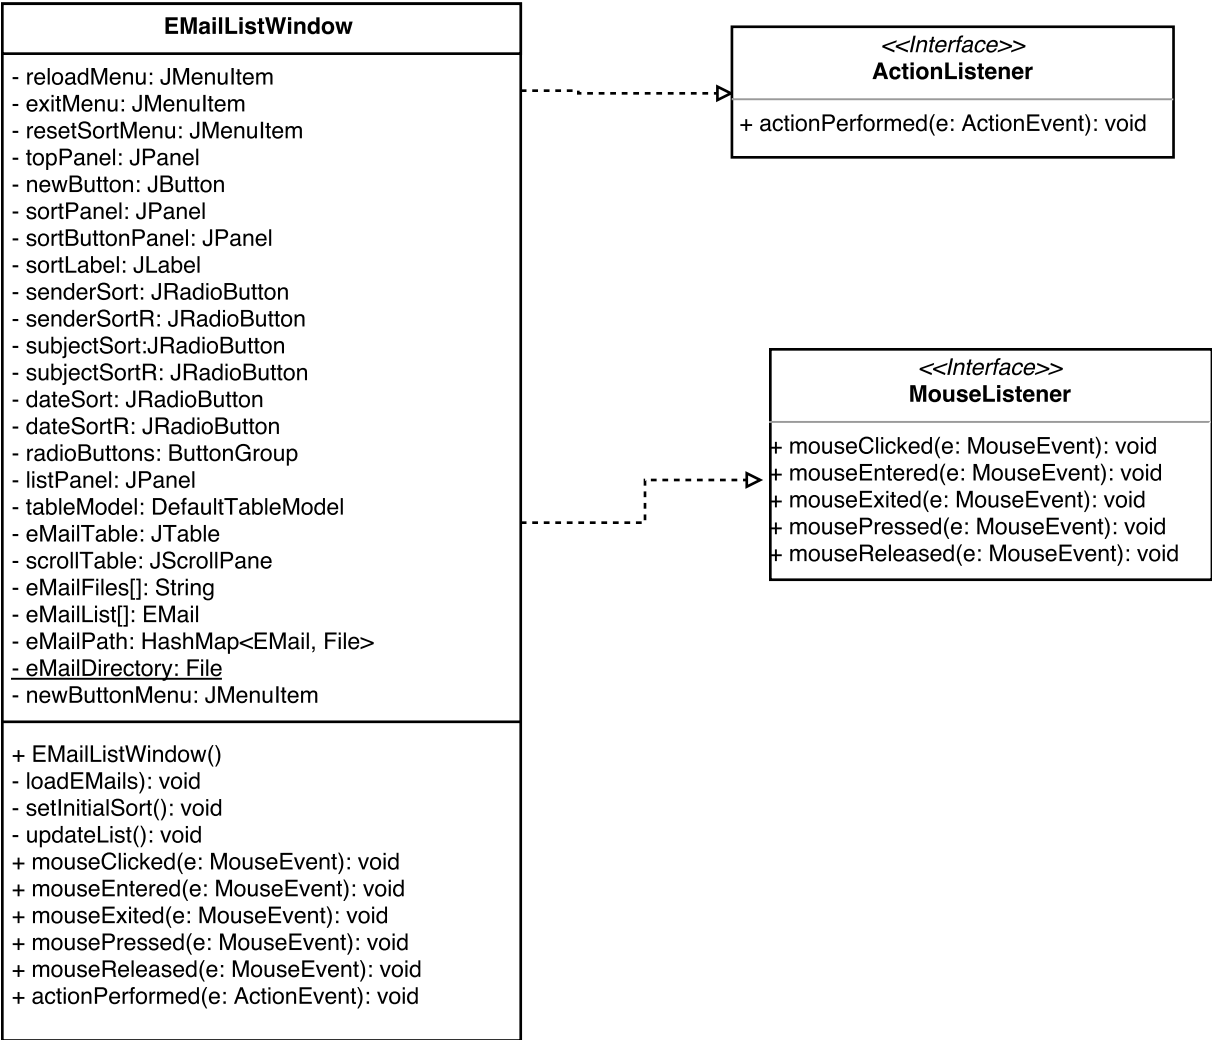 EMailListWindow
- reloadMenu: JMenuItem
- exitMenu: JMenuItem
- resetSortMenu: JMenuItem
- topPanel: JPanel
- newButton: JButton
- sortPanel: JPanel
- sortButtonPanel: JPanel
- sortLabel: JLabel
- senderSort: JRadioButton
- senderSortR: JRadioButton
- subjectSort:JRadioButton
- subjectSortR: JRadioButton
- dateSort: JRadioButton
- dateSortR: JRadioButton
- radioButtons: ButtonGroup
- listPanel: JPanel
- tableModel: DefaultTableModel
- eMailTable: JTable
- scrollTable: JScrollPane
- eMailFiles[]: String
- eMailList[]: EMail
- eMailPath: HashMap<EMail, File>
- eMailDirectory: File
- newButtonMenu: JMenuItem
+ EMailListWindow()
- loadEMails): void
- setInitialSort(): void
- updateList(): void
+ mouseClicked(e: MouseEvent): void
+ mouseEntered(e: MouseEvent): void
+ mouseExited(e: MouseEvent): void
+ mousePressed(e: MouseEvent): void
+ mouseReleased(e: MouseEvent): void
+ actionPerformed(e: ActionEvent): void
<<Interface>>
ActionListener
+ actionPerformed(e: ActionEvent): void
<<Interface>>
MouseListener
+ mouseClicked(e: MouseEvent): void
+ mouseEntered(e: MouseEvent): void
+ mouseExited(e: MouseEvent): void
+ mousePressed(e: MouseEvent): void
+ mouseReleased(e: MouseEvent): void